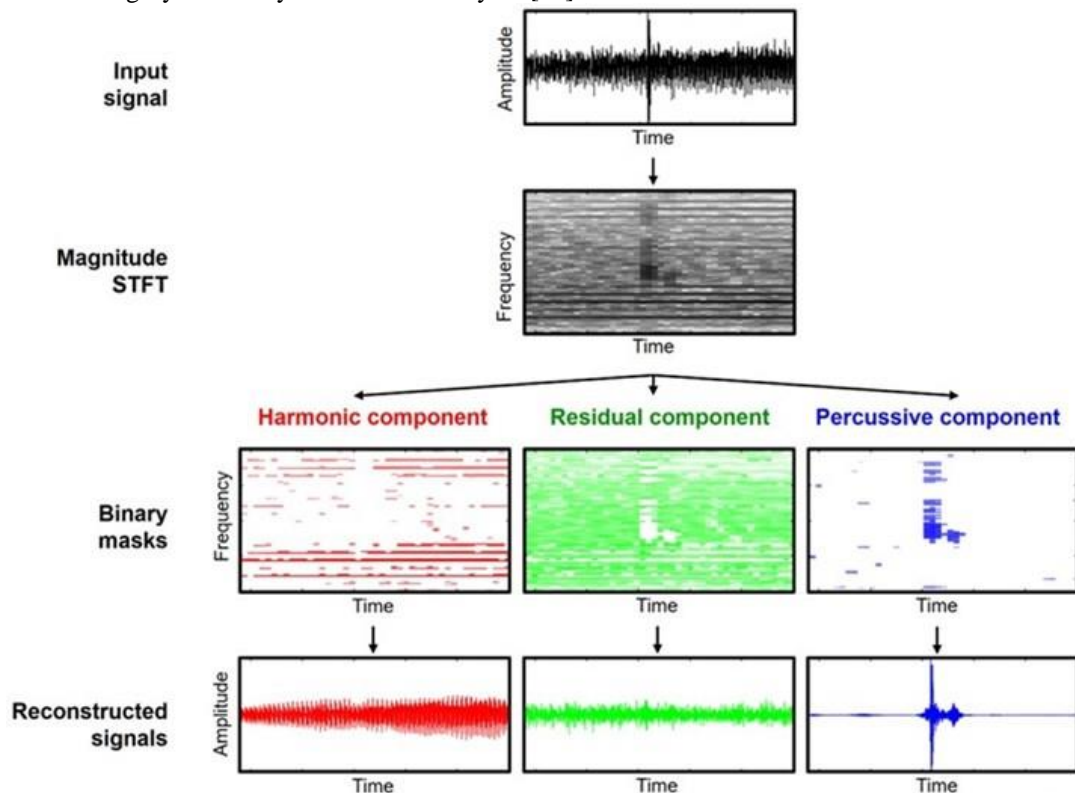 Input
signal
Amplitude
Time
Magnitude
STFT
Frequency
Time
Harmonic component
Residual component
Percussive component
Binary
masks
Frequency
Time
Time
Time
Reconstructed
signals
Amplitude
Time
Time
Time